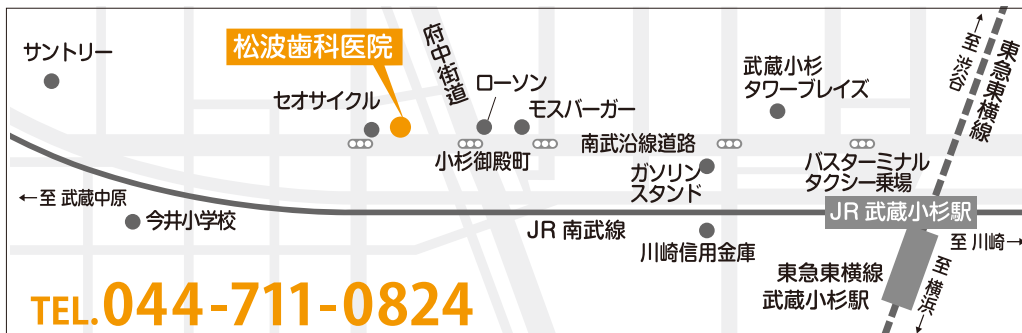 サントリー
松波歯科医院
府中街道
セオサイクル
ローソン
モスバーガー
武蔵小杉
タワープレイズ
←至 渋谷
東急東横線
小杉御殿町
南武沿線道路
ガソリン
スタンド
バスターミナル
タクシー乗場
←至 武蔵中原
今井小学校
JR 南武線
川崎信用金庫
JR 武蔵小杉駅
至 川崎→
東急東横線
武蔵小杉駅
至 横浜→
TEL.044-711-0824